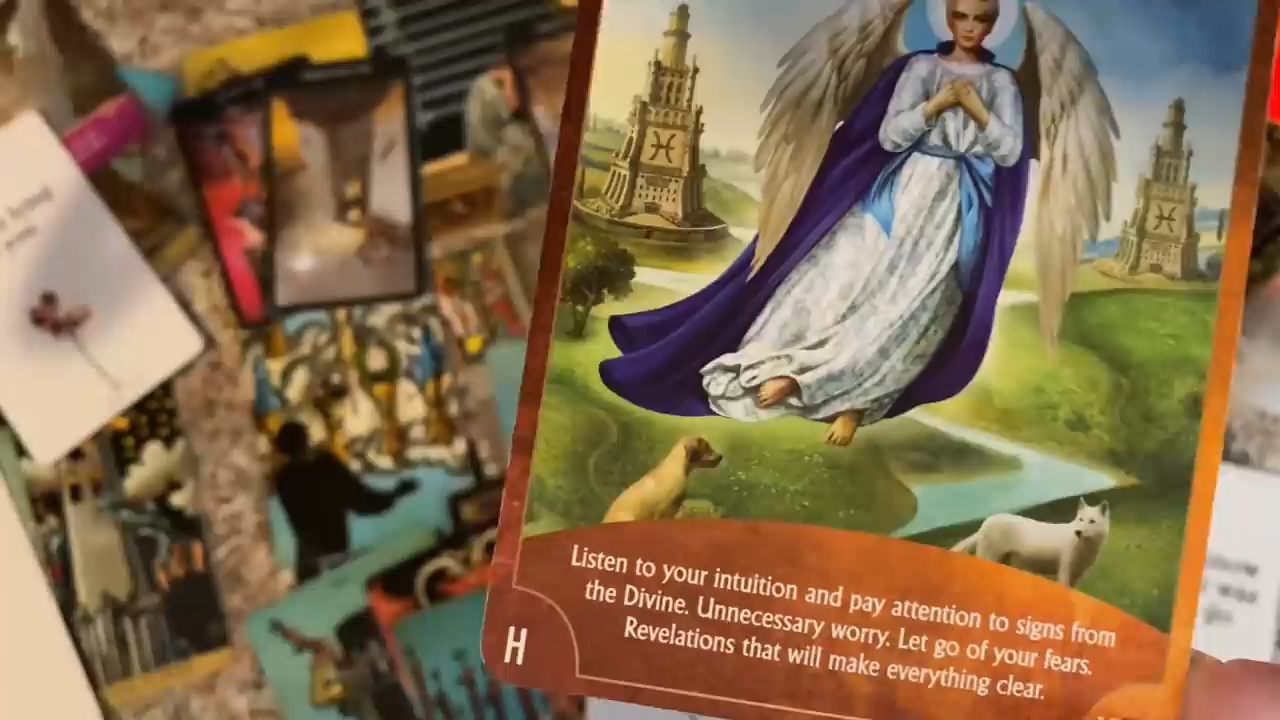 Listen to your intuition and pay attention to signs from
the Divine. Unnecessary worry. Let go of your fears.
Revelations that will make everything clear.
H